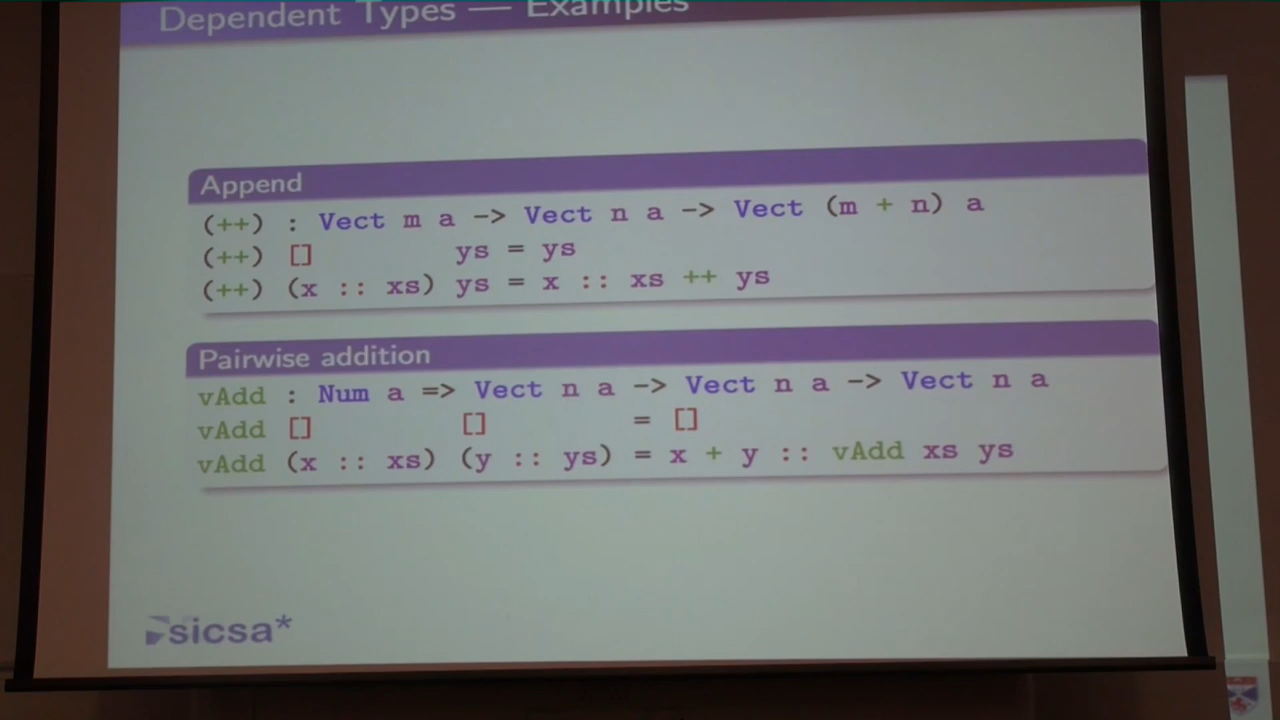 Dependent Types — Examples
Append
(++) : Vect m a -> Vect n a -> Vect (m + n) a
(++) []        ys = ys
(++) (x :: xs) ys = x :: xs ++ ys
Pairwise addition
vAdd : Num a => Vect n a -> Vect n a -> Vect n a
vAdd []        []        = []
vAdd (x :: xs) (y :: ys) = x + y :: vAdd xs ys
sicsa*